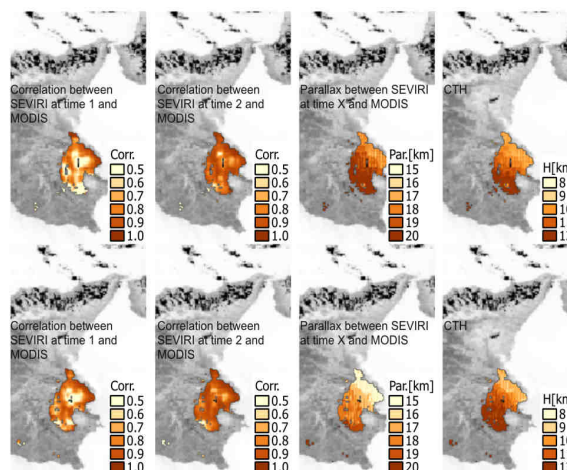 Correlation between
SEVIRI at time 1 and
MODIS
Corr.
0.5
0.6
0.7
0.8
0.9
1.0
Correlation between
SEVIRI at time 2 and
MODIS
Corr.
0.5
0.6
0.7
0.8
0.9
1.0
Parallax between SEVIRI
at time X and MODIS
Par.[km]
15
16
17
18
19
20
CTH
H[km
8
9
10
11
12
Correlation between
SEVIRI at time 1 and
MODIS
Corr.
0.5
0.6
0.7
0.8
0.9
1.0
Correlation between
SEVIRI at time 2 and
MODIS
Corr.
0.5
0.6
0.7
0.8
0.9
1.0
Parallax between SEVIRI
at time X and MODIS
Par.[km]
15
16
17
18
19
20
CTH
H[km
8
9
10